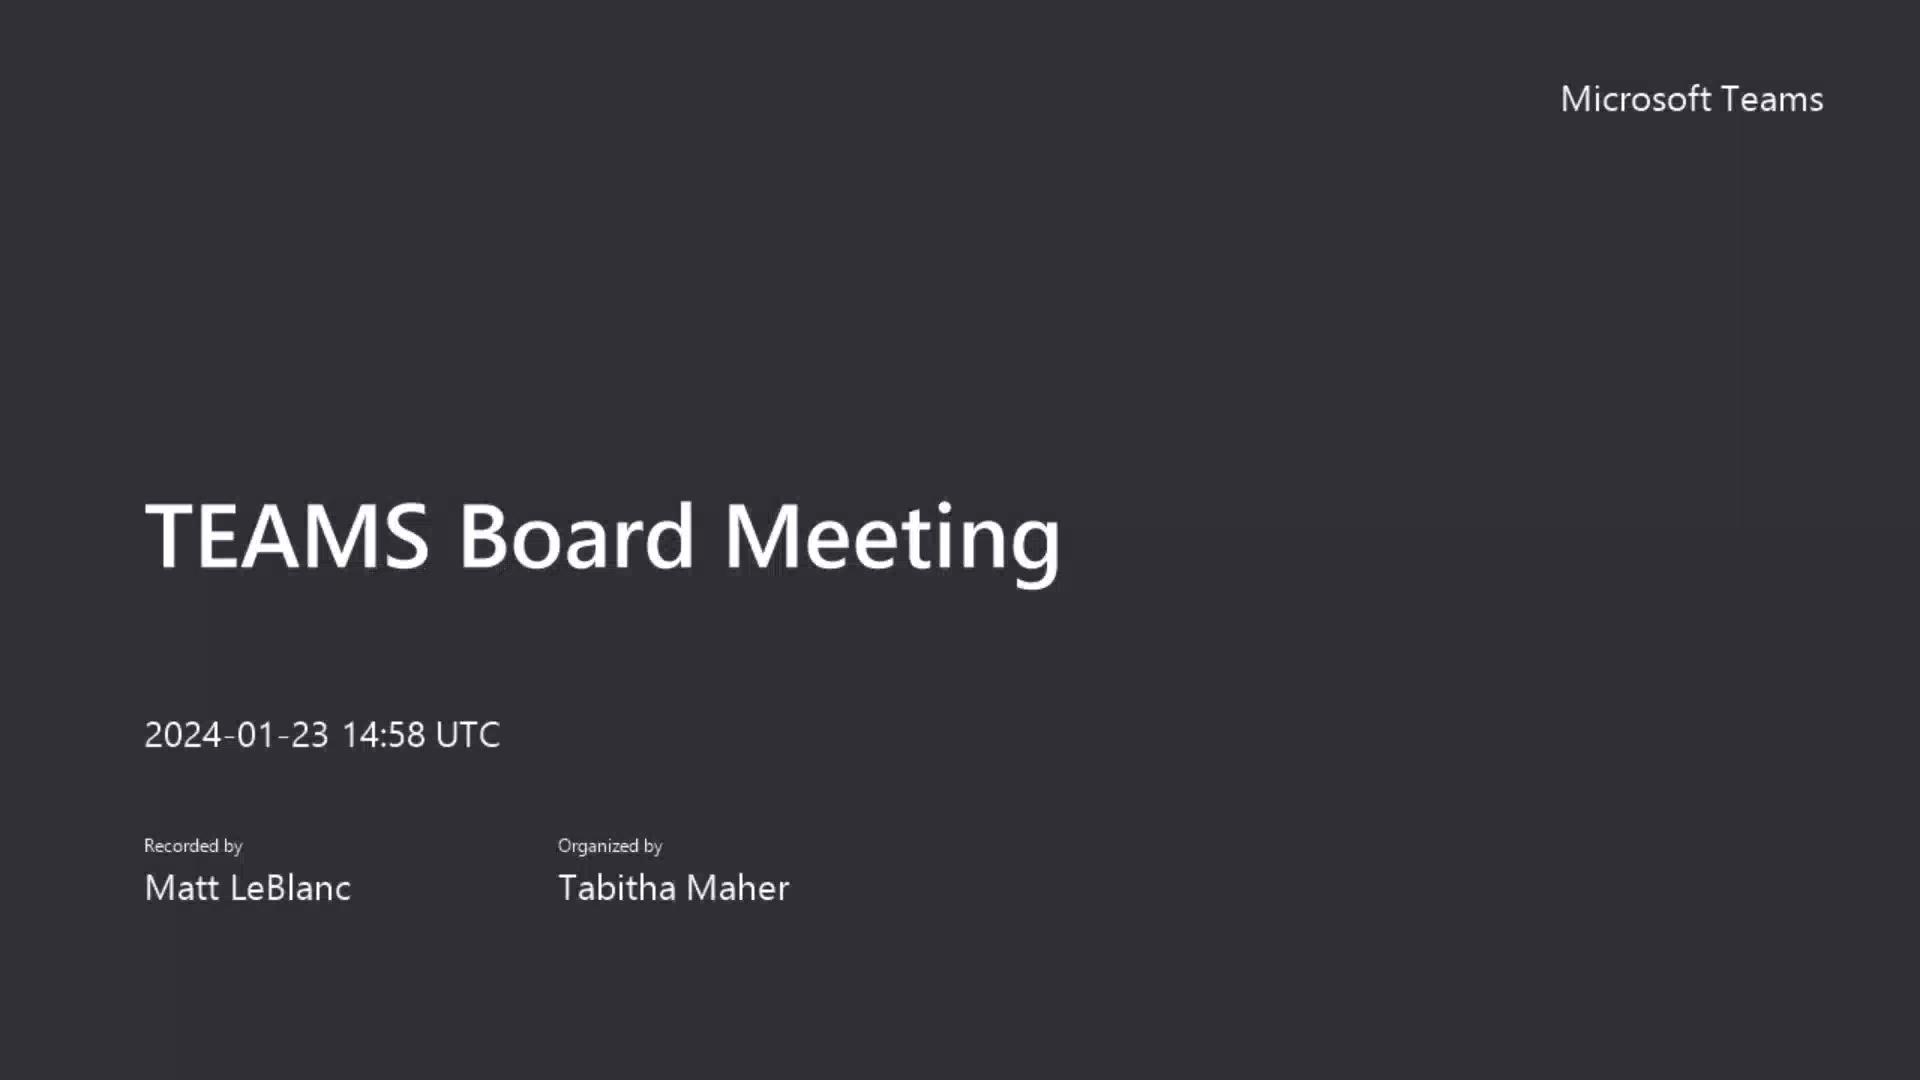 Microsoft Teams
TEAMS Board Meeting
2024-01-23 14:58 UTC
Recorded by
Matt LeBlanc
Organized by
Tabitha Maher